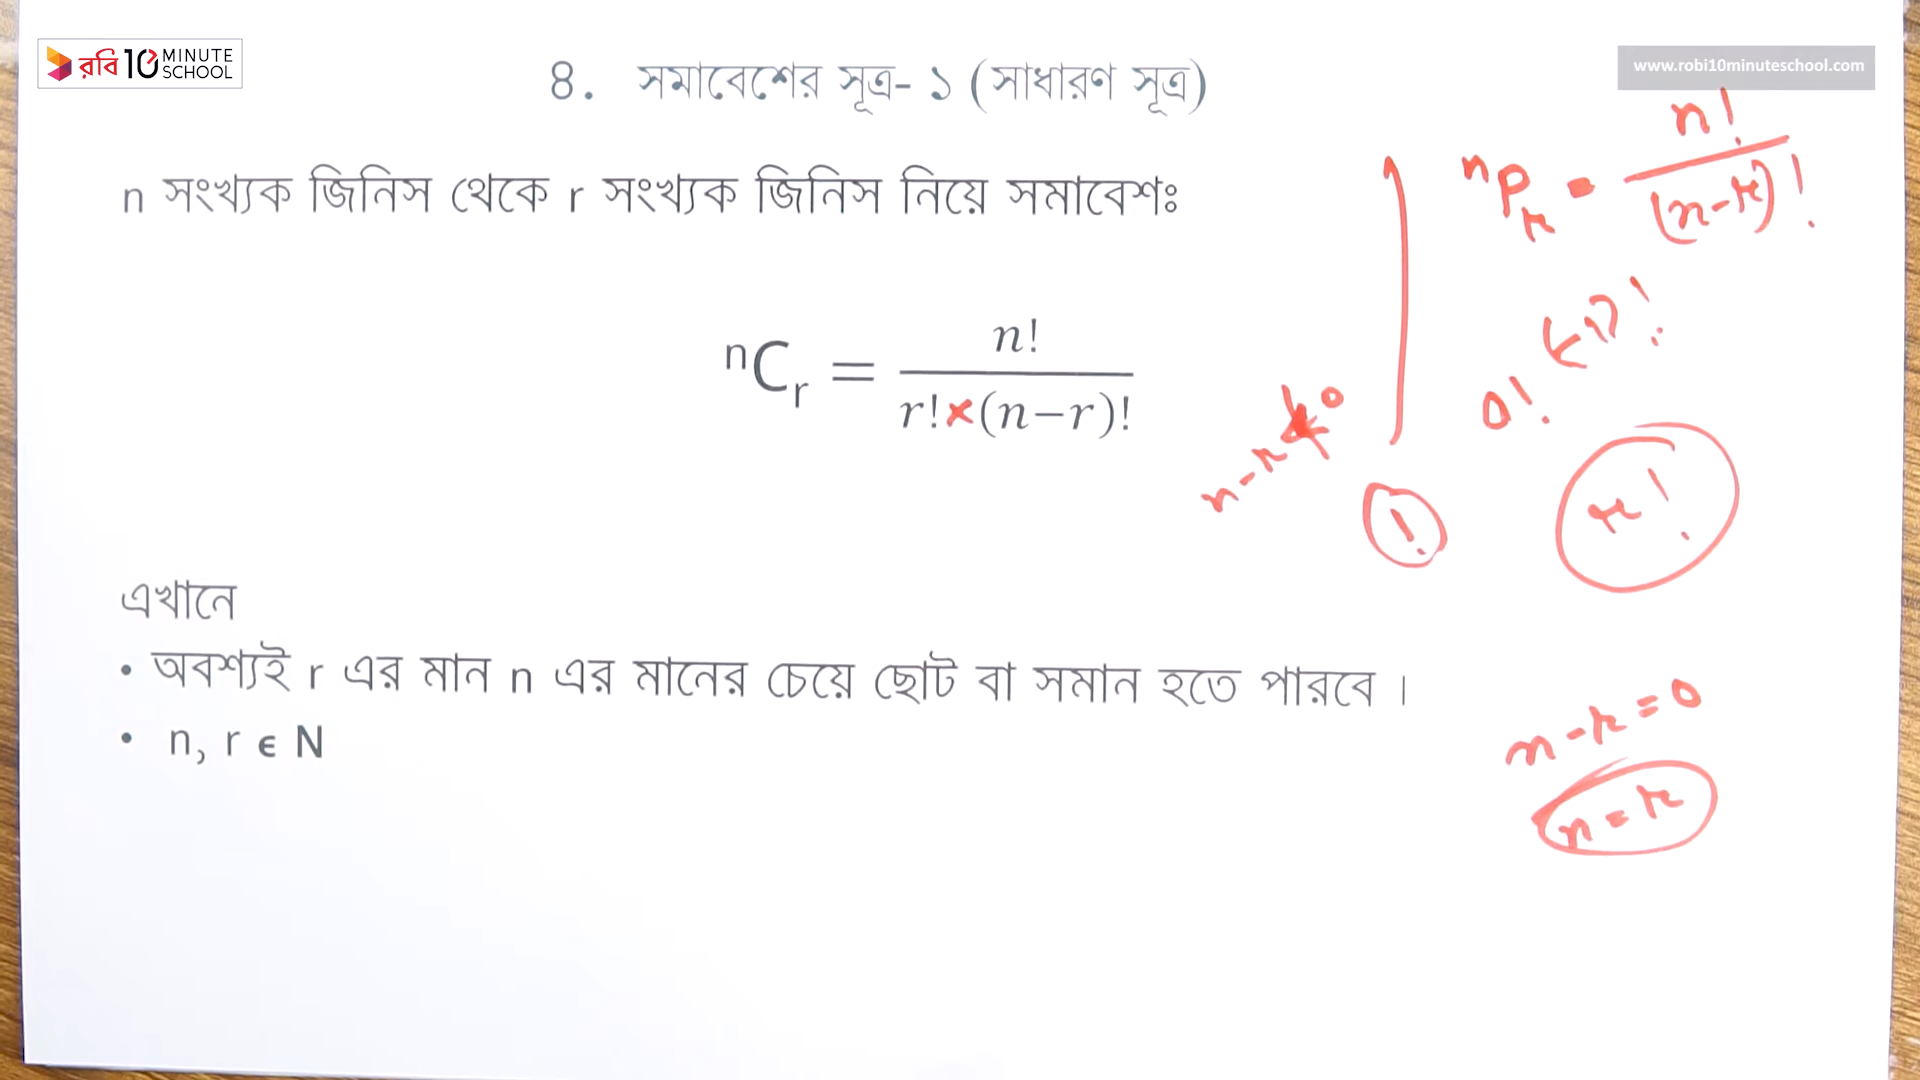 রবি 10 MINUTE SCHOOL
www.robi10minuteschool.com
8. সমাবেশের সূত্র- ১ (সাধারণ সূত্র)
n সংখ্যক জিনিস থেকে r সংখ্যক জিনিস নিয়ে সমাবেশঃ
nCr = n! / r!×(n−r)!
nPr = n! / (n-r)!
(-1)!
0!
n-r 0
!
r!
এখানে
• অবশ্যই r এর মান n এর মানের চেয়ে ছোট বা সমান হতে পারবে ।
• n, r ϵ N
n-r=0
n=r